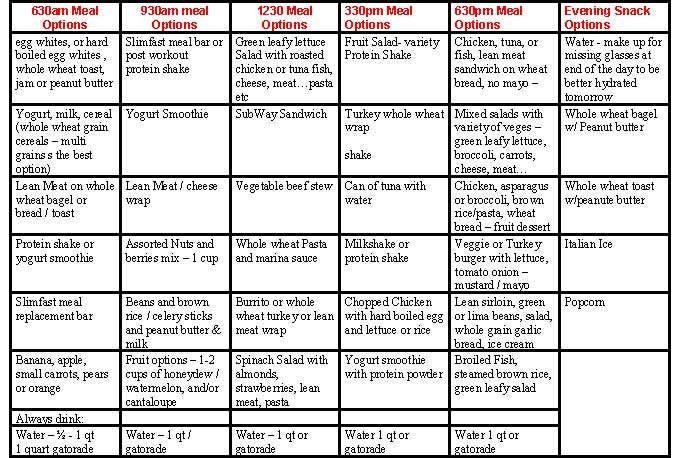 630am Meal Options
930am Meal Options
1230 Meal Options
330pm Meal Options
630pm Meal Options
Evening Snack Options
egg whites, or hard
boiled egg whites ,
whole wheat toast,
jam or peanut butter
Slimfast meal bar or
post workout
protein shake
Green leafy lettuce
Salad with roasted
chicken or tuna fish,
cheese, meat…pasta
etc
Fruit Salad- variety
Protein Shake
Chicken, tuna, or
fish, lean meat
sandwich on wheat
bread, no mayo –
Water - make up for
missing glasses at
end of the day to be
better hydrated
tomorrow
Yogurt, milk, cereal
(whole wheat grain
cereals – multi
grains s the best
option)
Yogurt Smoothie
SubWay Sandwich
Turkey whole wheat
wrap
shake
Mixed salads with
variety of veges –
green leafy lettuce,
broccoli, carrots,
cheese, meat…
Whole wheat bagel
w/ Peanut butter
Lean Meat on whole
wheat bagel or
bread / toast
Lean Meat / cheese
wrap
Vegetable beef stew
Can of tuna with
water
Chicken, asparagus
or broccoli, brown
rice/pasta, wheat
bread – fruit dessert
Whole wheat toast
w/peanute butter
Protein shake or
yogurt smoothie
Assorted Nuts and
berries mix – 1 cup
Whole wheat Pasta
and marina sauce
Milkshake or
protein shake
Veggie or Turkey
burger with lettuce,
tomato onion –
mustard / mayo
Italian Ice
Slimfast meal
replacement bar
Beans and brown
rice / celery sticks
and peanut butter &
milk
Burrito or whole
wheat turkey or lean
meat wrap
Chopped Chicken
with hard boiled egg
and lettuce or rice
Lean sirloin, green
or lima beans, salad,
whole grain garlic
bread, ice cream
Popcorn
Banana, apple,
small carrots, pears
or orange
Fruit options – 1-2
cups of honeydew /
watermelon, and/or
cantaloupe
Spinach Salad with
almonds,
strawberries, lean
meat, pasta
Yogurt smoothie
with protein powder
Broiled Fish,
steamed brown rice,
green leafy salad
Always drink:
Water – ½ - 1 qt
1 quart gatorade
Water – 1 qt /
gatorade
Water – 1 qt or
gatorade
Water 1 qt or
gatorade
Water 1 qt or
gatorade